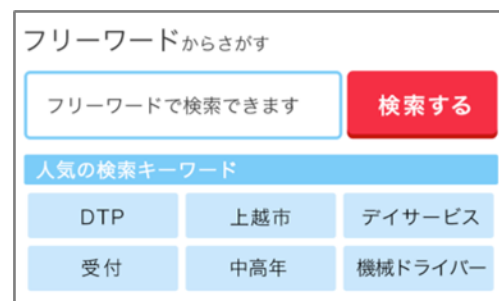 フリーワードからさがす
フリーワードで検索できます 検索する
人気の検索キーワード
DTP 上越市 デイサービス
受付 中高年 機械ドライバー